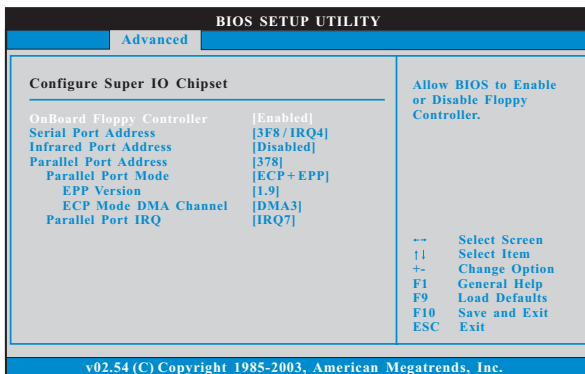 BIOS SETUP UTILITY
Advanced
Configure Super IO Chipset
OnBoard Floppy Controller [Enabled]
Serial Port Address [3F8 / IRQ4]
Infrared Port Address [Disabled]
Parallel Port Address [378]
Parallel Port Mode [ECP + EPP]
EPP Version [1.9]
ECP Mode DMA Channel [DMA3]
Parallel Port IRQ [IRQ7]
Allow BIOS to Enable
or Disable Floppy
Controller.
←→ Select Screen
↑↓ Select Item
+- Change Option
F1 General Help
F9 Load Defaults
F10 Save and Exit
ESC Exit
v02.54 (C) Copyright 1985-2003, American Megatrends, Inc.